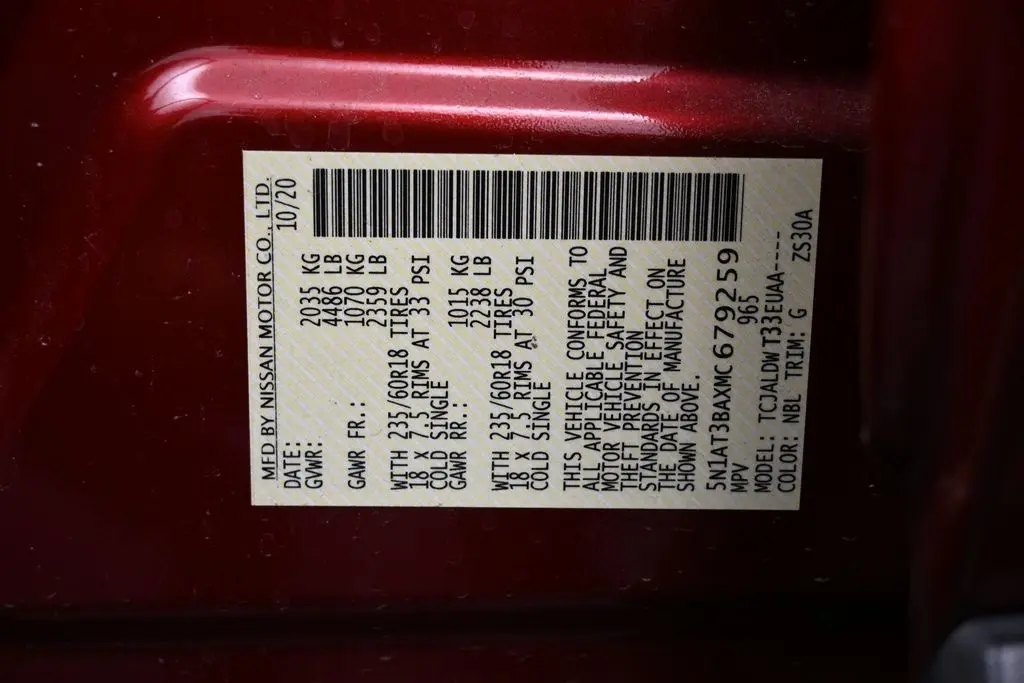 MFD BY NISSAN MOTOR CO., LTD.
DATE: 10/20
GVWR: 2035 KG
4486 LB
GAWR FR.: 1070 KG
2359 LB
WITH 235/60R18 TIRES
18 X 7.5 RIMS AT 33 PSI
COLD SINGLE
GAWR RR.: 1015 KG
2238 LB
WITH 235/60R18 TIRES
18 X 7.5 RIMS AT 30 PSI
COLD SINGLE
THIS VEHICLE CONFORMS TO
ALL APPLICABLE FEDERAL
MOTOR VEHICLE SAFETY AND
THEFT PREVENTION
STANDARDS IN EFFECT ON
THE DATE OF MANUFACTURE
SHOWN ABOVE.
5N1AT3BAXMC679259
MPV 965
MODEL: TCJALDWT33EUAA----
COLOR: NBL TRIM: G ZS30A